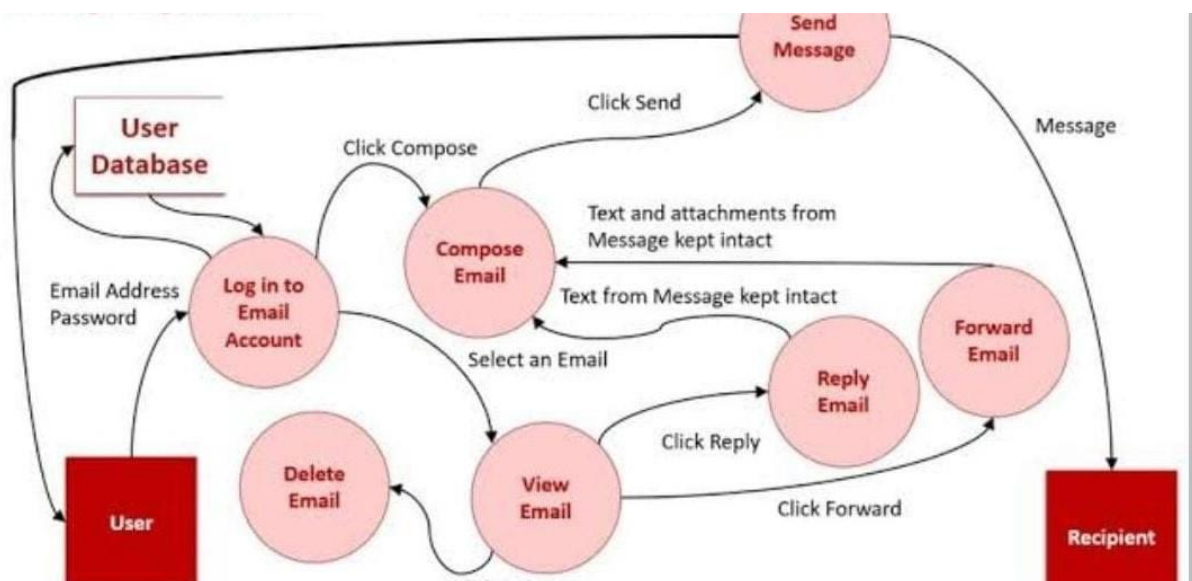 Send
Message
Click Send
Message
User
Database
Click Compose
Text and attachments from
Message kept intact
Compose
Email
Email Address
Password
Log in to
Email
Account
Text from Message kept intact
Forward
Email
Select an Email
Reply
Email
Click Reply
Delete
Email
View
Email
Click Forward
User
Recipient